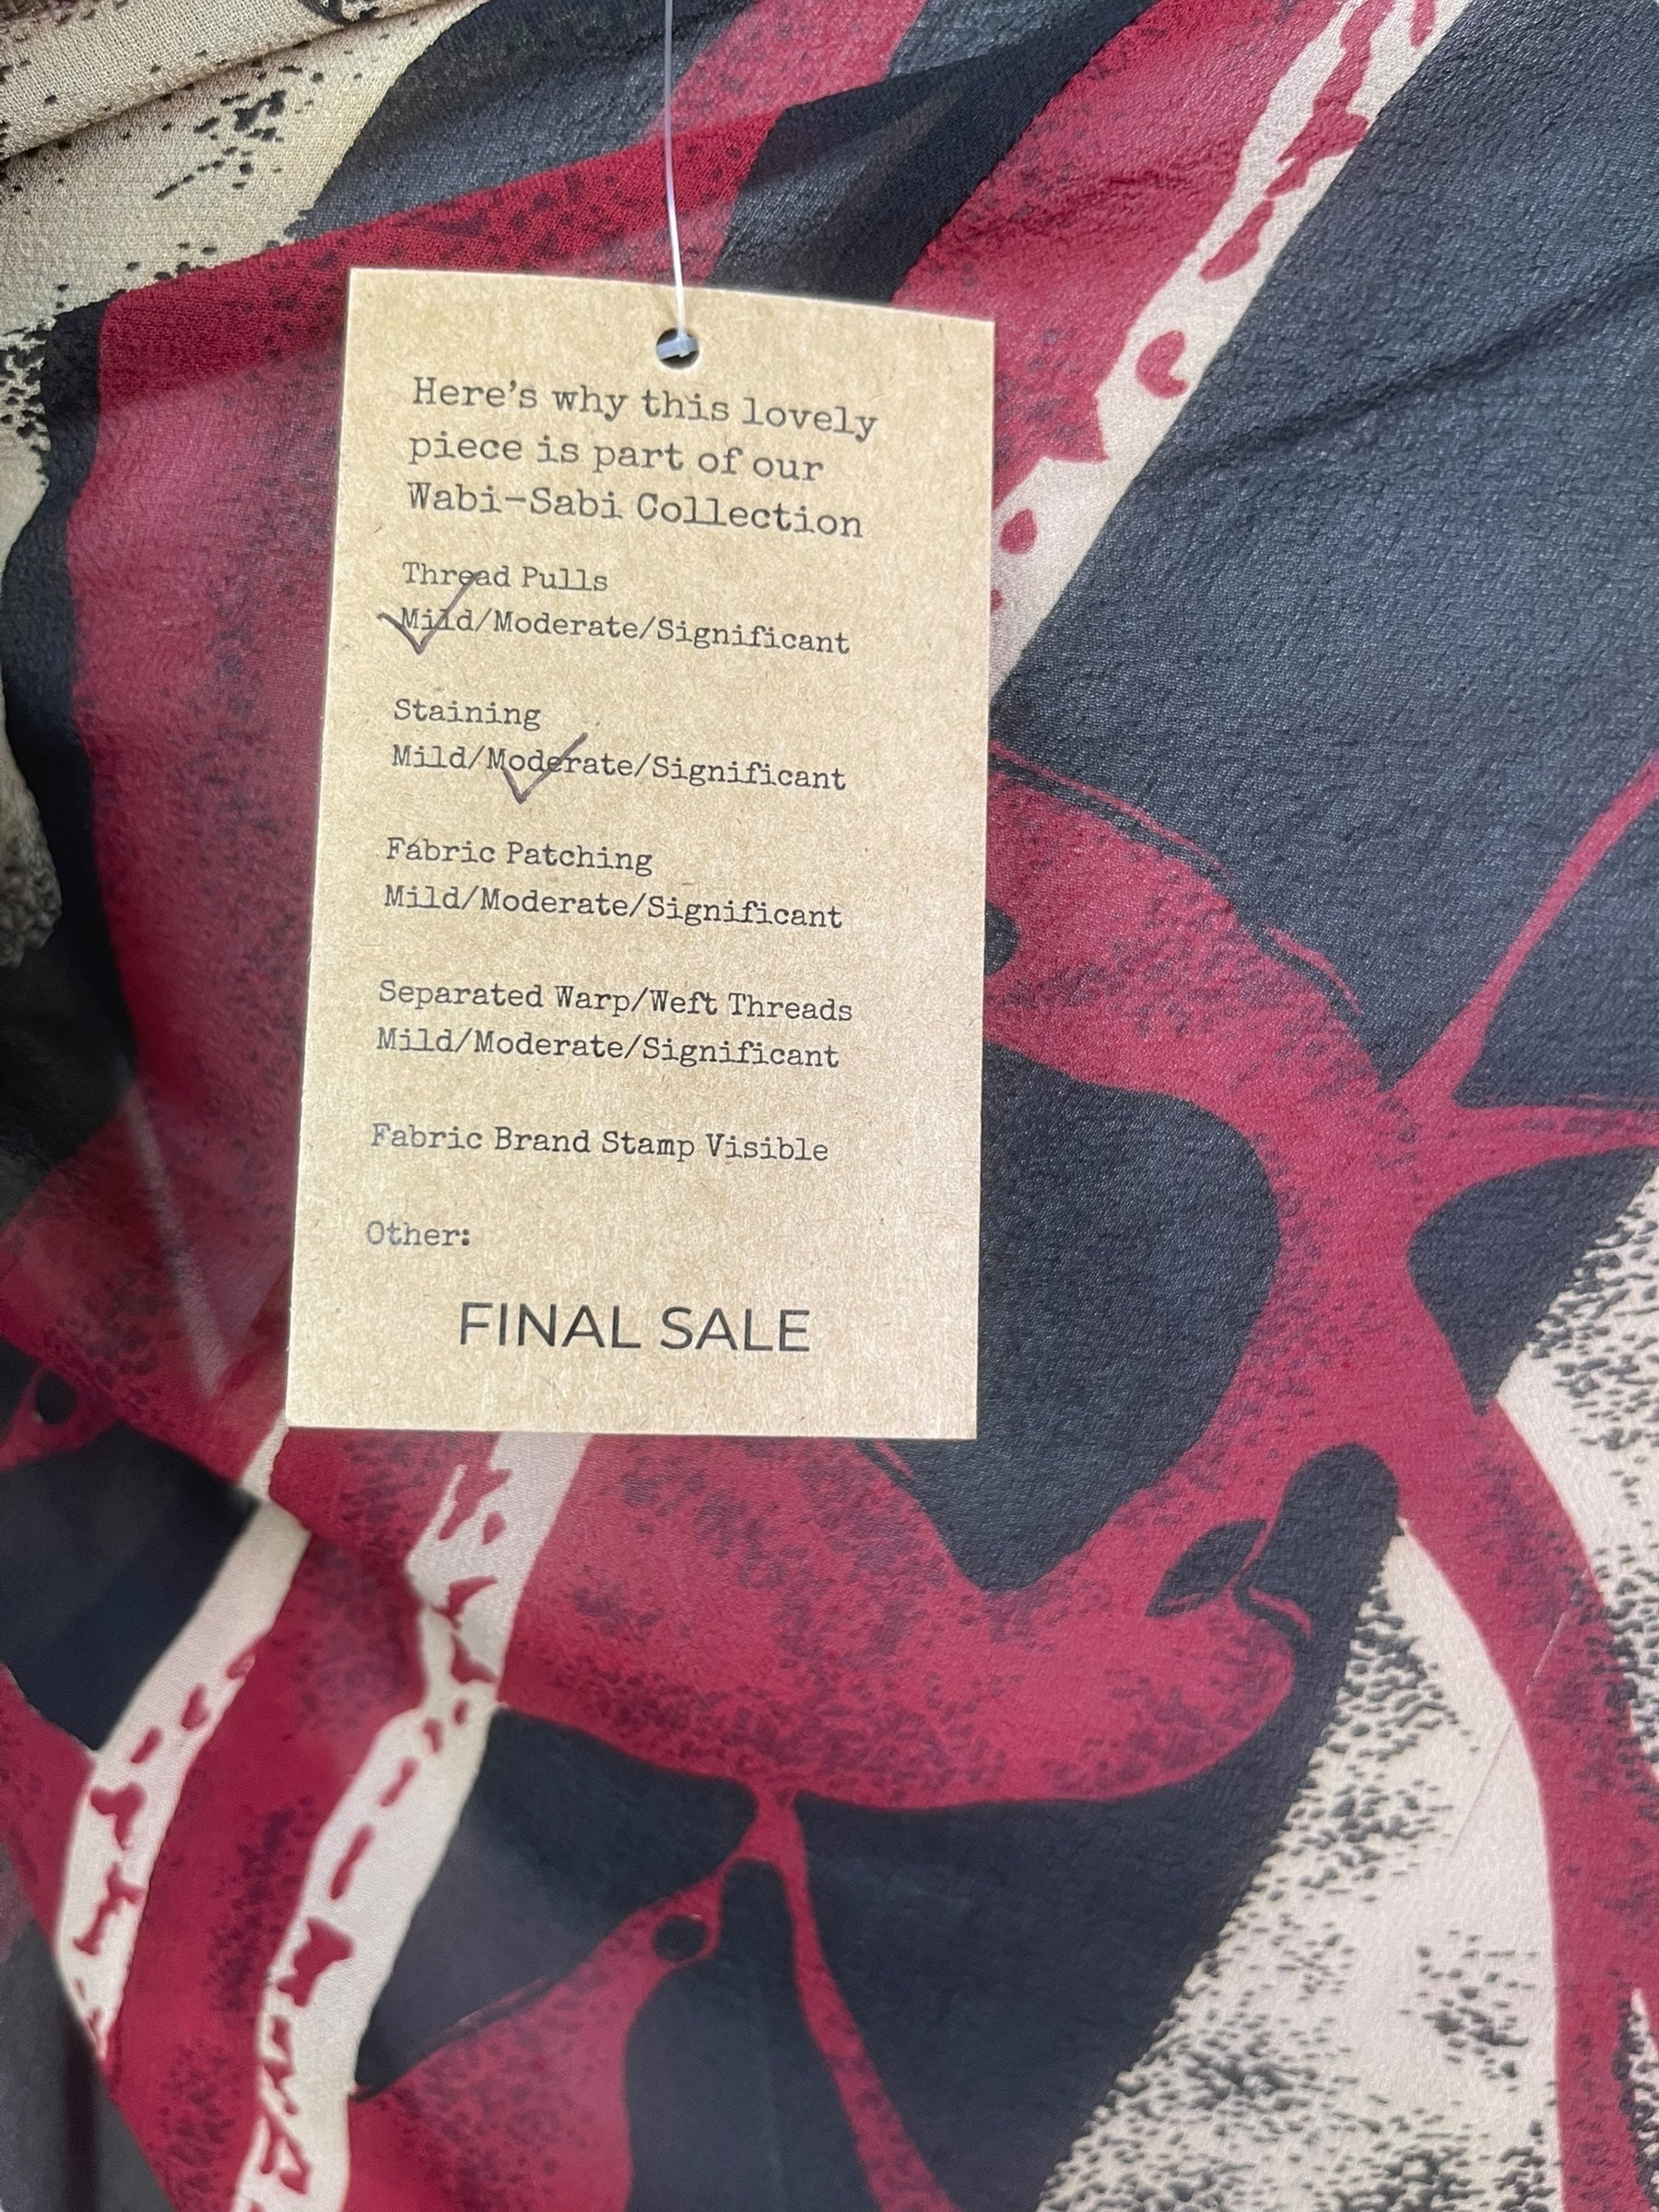 Here's why this lovely
piece is part of our
Wabi-Sabi Collection
Thread Pulls
Mild/Moderate/Significant
Staining
Mild/Moderate/Significant
Fabric Patching
Mild/Moderate/Significant
Separated Warp/Weft Threads
Mild/Moderate/Significant
Fabric Brand Stamp Visible
Other:
FINAL SALE